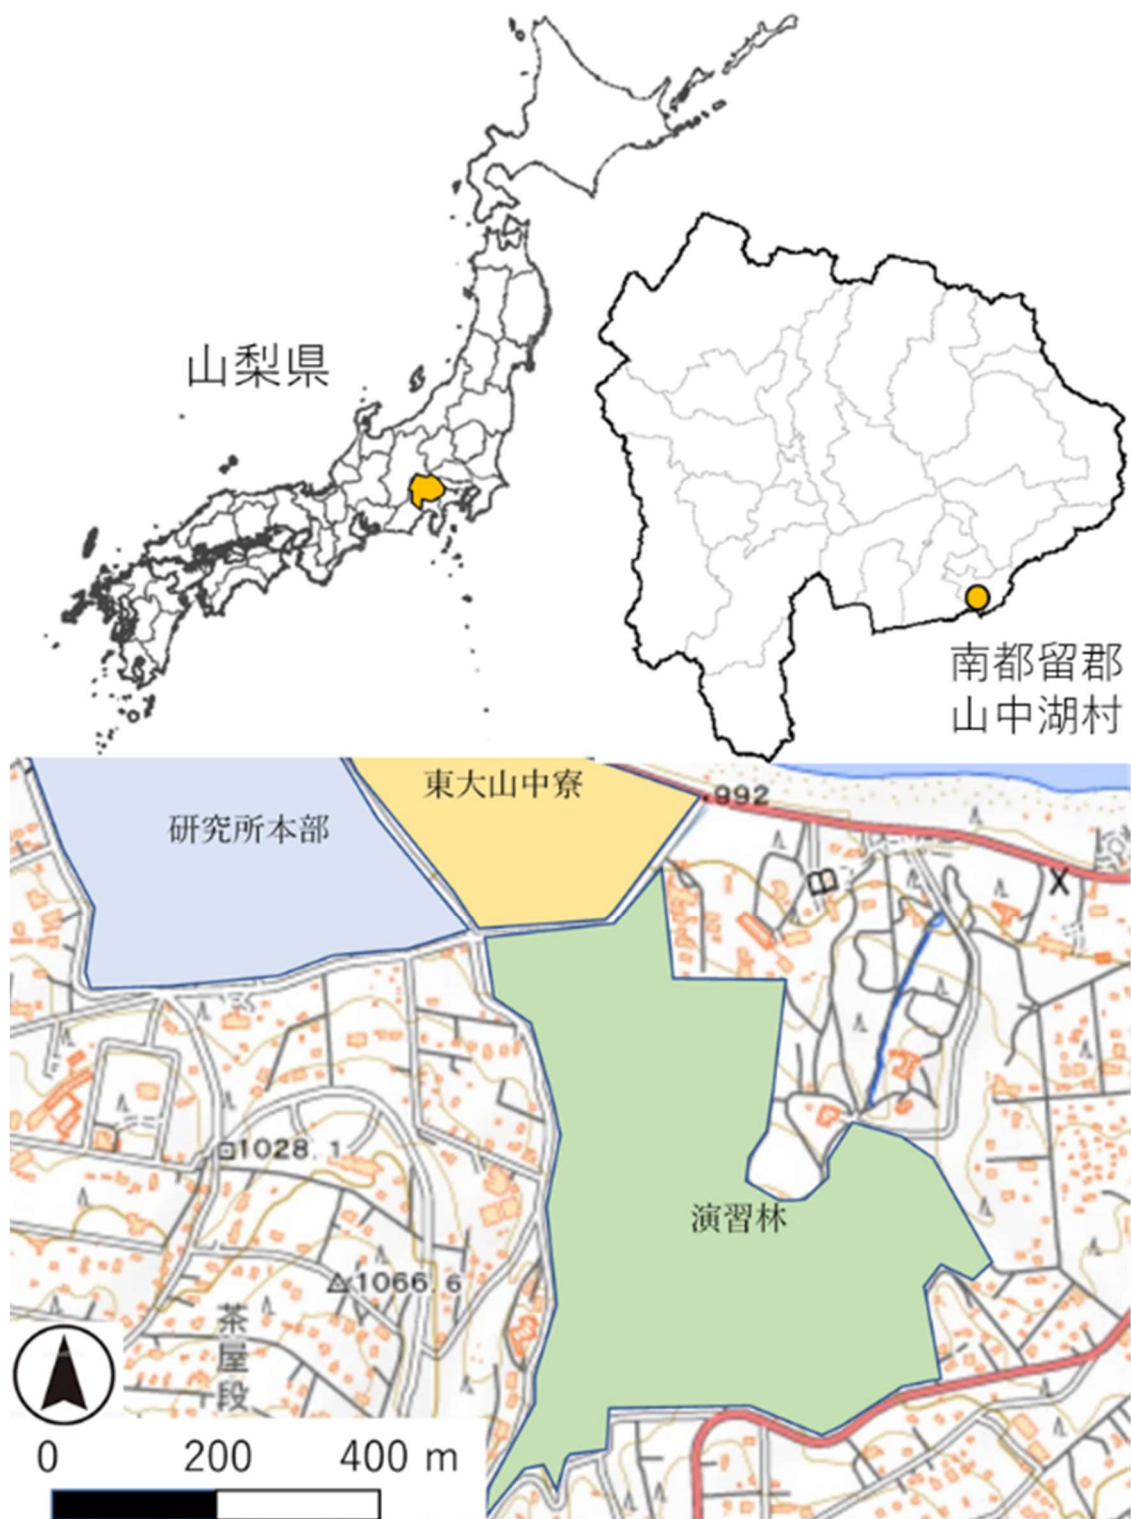 山梨県
南都留郡
山中湖村
東大山中寮
992
研究所本部
1028.1
演習林
1066.6
茶屋段
0 200 400 m